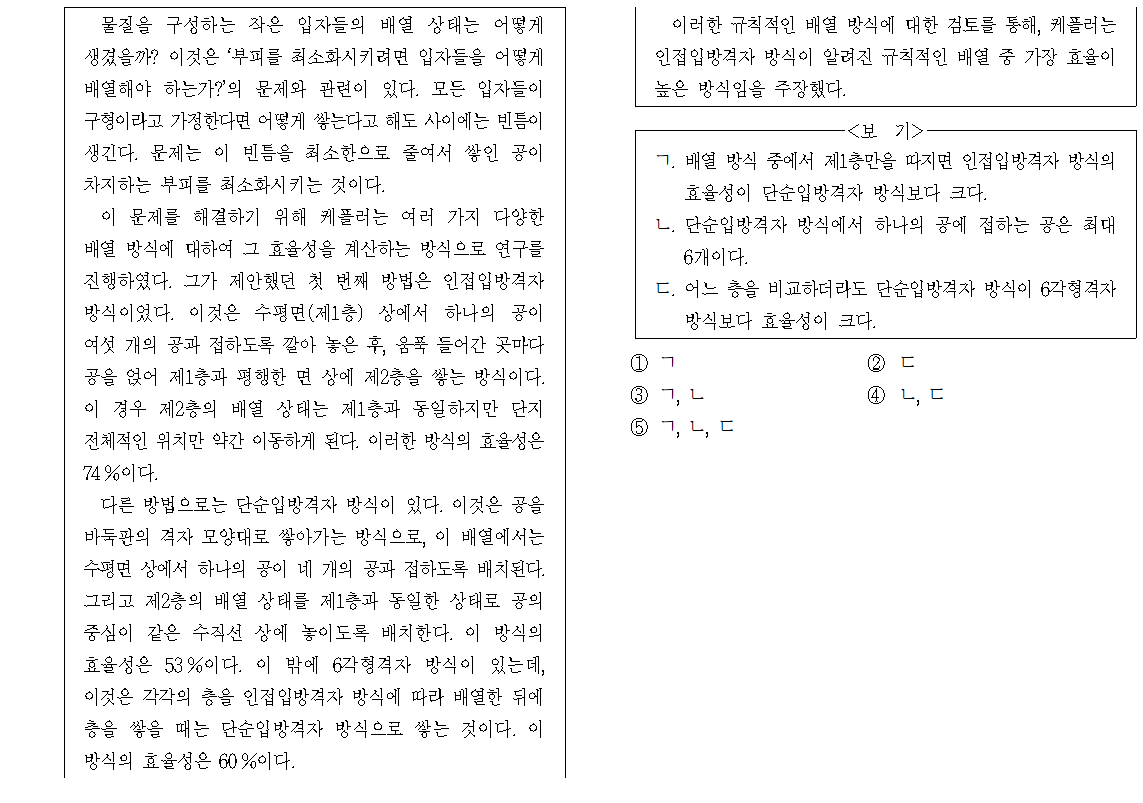 물질을 구성하는 작은 입자들의 배열 상태는 어떻게
생겼을까? 이것은 ‘부피를 최소화시키려면 입자들을 어떻게
배열해야 하는가?’의 문제와 관련이 있다. 모든 입자들이
구형이라고 가정한다면 어떻게 쌓는다고 해도 사이에는 빈틈이
생긴다. 문제는 이 빈틈을 최소한으로 줄여서 쌓인 공이
차지하는 부피를 최소화시키는 것이다.
이 문제를 해결하기 위해 케플러는 여러 가지 다양한
배열 방식에 대하여 그 효율성을 계산하는 방식으로 연구를
진행하였다. 그가 제안했던 첫 번째 방법은 인접입방격자
방식이었다. 이것은 수평면(제1층) 상에서 하나의 공이
여섯 개의 공과 접하도록 깔아 놓은 후, 움푹 들어간 곳마다
공을 얹어 제1층과 평행한 면 상에 제2층을 쌓는 방식이다.
이 경우 제2층의 배열 상태는 제1층과 동일하지만 단지
전체적인 위치만 약간 이동하게 된다. 이러한 방식의 효율성은
74%이다.
다른 방법으로는 단순입방격자 방식이 있다. 이것은 공을
바둑판의 격자 모양대로 쌓아가는 방식으로, 이 배열에서는
수평면 상에서 하나의 공이 네 개의 공과 접하도록 배치된다.
그리고 제2층의 배열 상태를 제1층과 동일한 상태로 공의
중심이 같은 수직선 상에 놓이도록 배치한다. 이 방식의
효율성은 53%이다. 이 밖에 6각형격자 방식이 있는데,
이것은 각각의 층을 인접입방격자 방식에 따라 배열한 뒤에
층을 쌓을 때는 단순입방격자 방식으로 쌓는 것이다. 이
방식의 효율성은 60%이다.
이러한 규칙적인 배열 방식에 대한 검토를 통해, 케플러는
인접입방격자 방식이 알려진 규칙적인 배열 중 가장 효율이
높은 방식임을 주장했다.
<보 기>
ㄱ. 배열 방식 중에서 제1층만을 따지면 인접입방격자 방식의
효율성이 단순입방격자 방식보다 크다.
ㄴ. 단순입방격자 방식에서 하나의 공에 접하는 공은 최대
6개이다.
ㄷ. 어느 층을 비교하더라도 단순입방격자 방식이 6각형격자
방식보다 효율성이 크다.
① ㄱ ② ㄷ
③ ㄱ, ㄴ ④ ㄴ, ㄷ
⑤ ㄱ, ㄴ, ㄷ